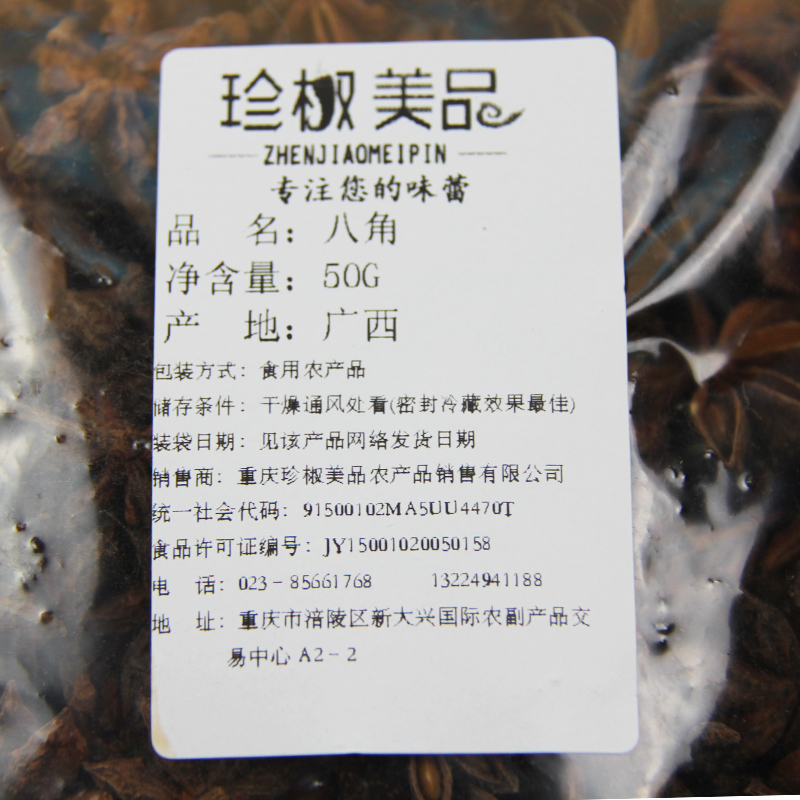 珍椒美品
ZHENJIAOMEIPIN
专注您的味蕾
品 名：八角
净含量：50G
产 地：广西
包装方式：食用农产品
储存条件：干燥通风处看(密封冷藏效果最佳)
装袋日期：见该产品网络发货日期
销售商：重庆珍椒美品农产品销售有限公司
统一社会代码：91500102MA5UU4470T
食品许可证编号：JY15001020050158
电 话：023-85661768 13224941188
地 址：重庆市涪陵区新大兴国际农副产品交
易中心 A2-2